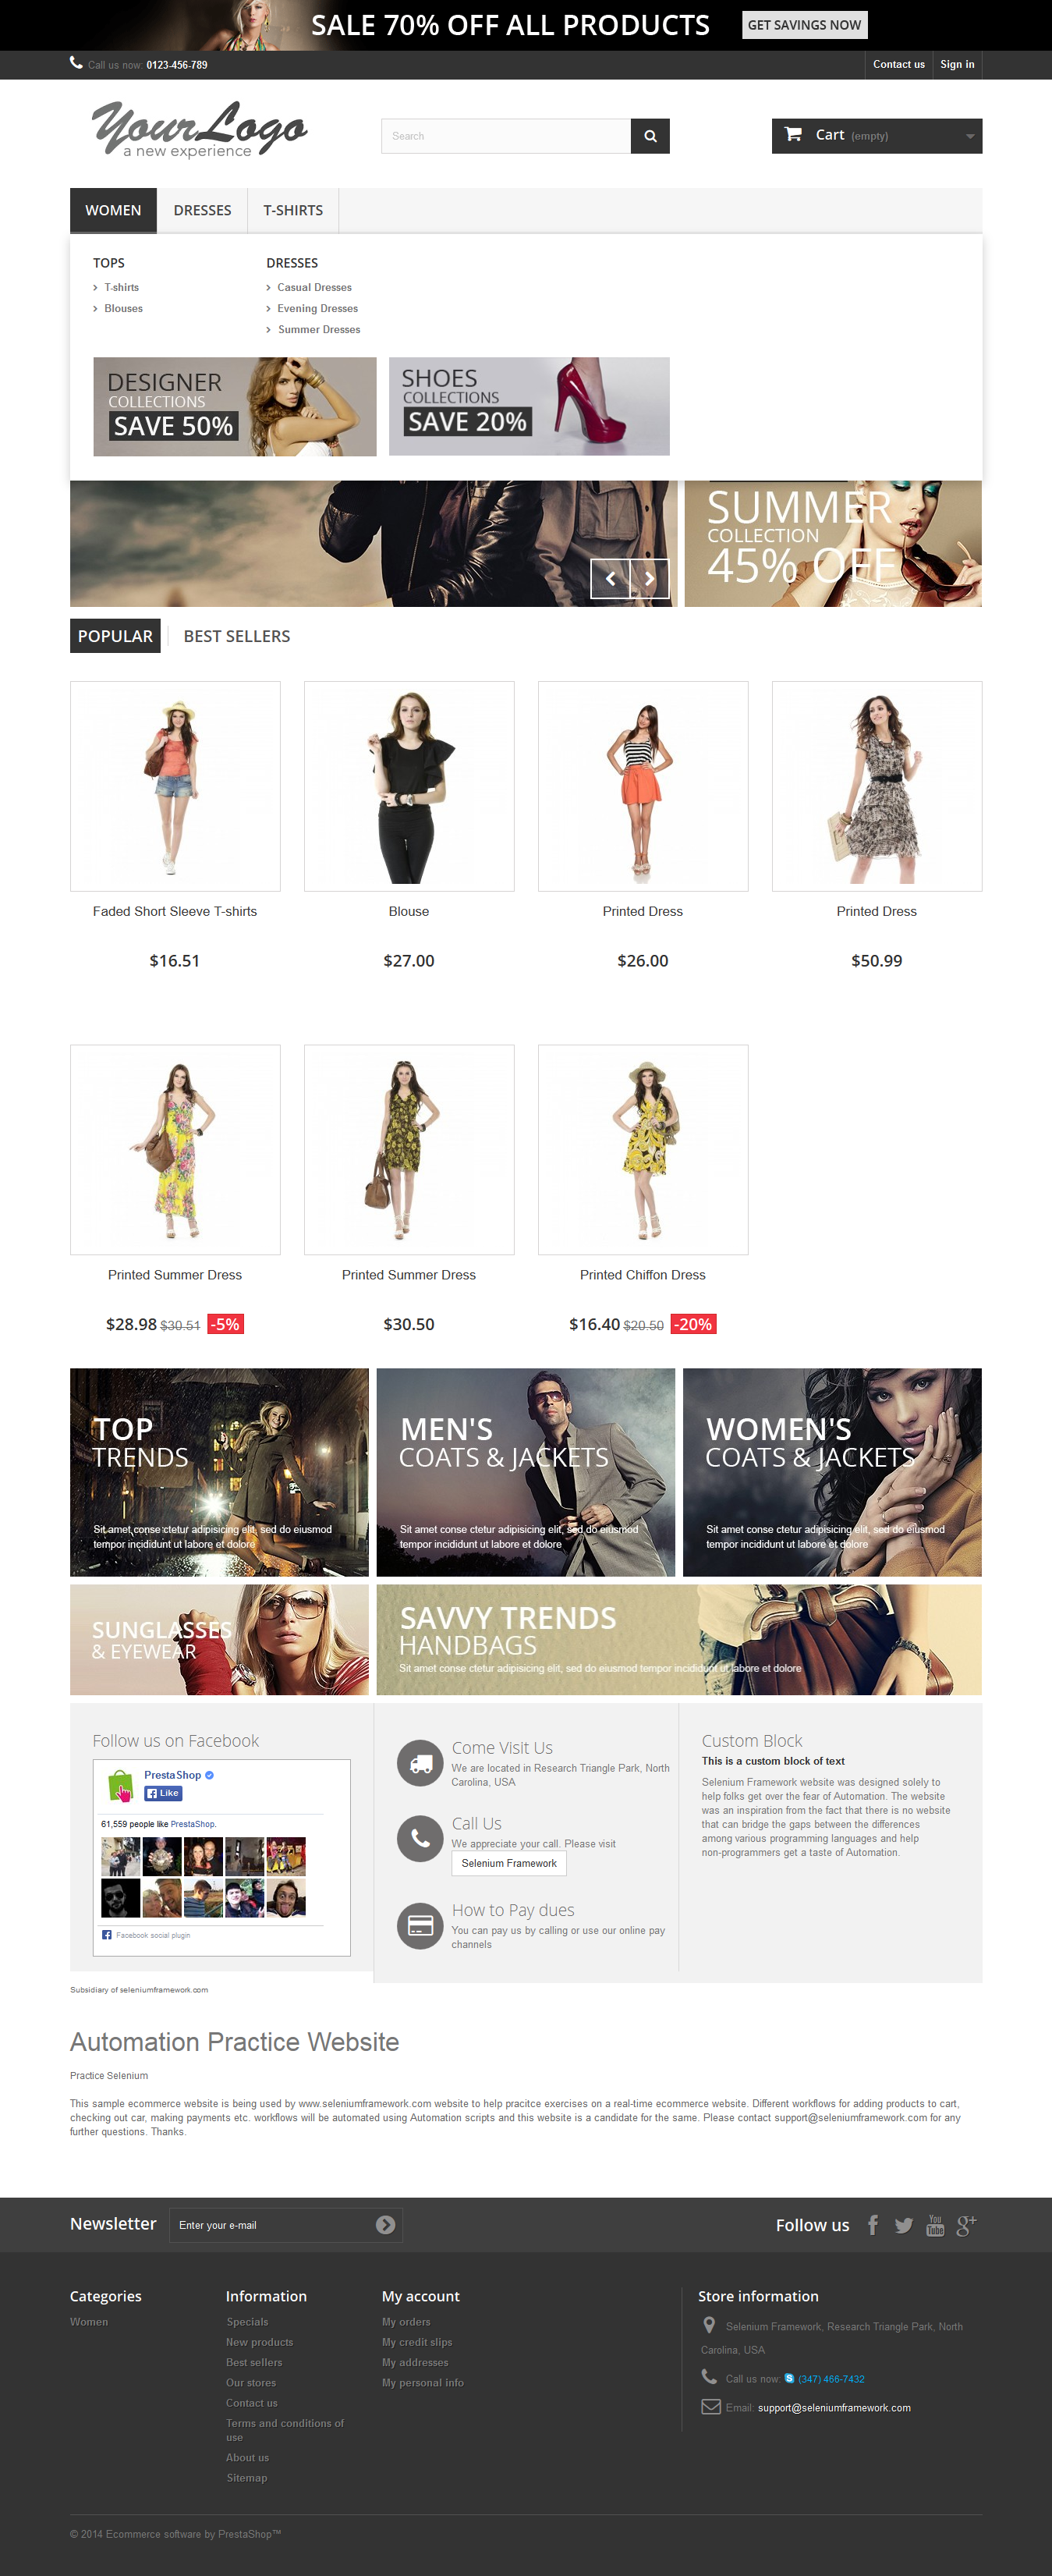 SALE 70% OFF ALL PRODUCTS
GET SAVINGS NOW
Call us now: 0123-456-789
Contact us
Sign in
YourLogo
a new experience
Search
Cart (empty)
WOMEN
DRESSES
T-SHIRTS
TOPS
T-shirts
Blouses
DRESSES
Casual Dresses
Evening Dresses
Summer Dresses
DESIGNER
COLLECTIONS
SAVE 50%
SHOES
COLLECTIONS
SAVE 20%
SUMMER
COLLECTION
45% OFF
POPULAR
BEST SELLERS
Faded Short Sleeve T-shirts
Blouse
Printed Dress
Printed Dress
$16.51
$27.00
$26.00
$50.99
Printed Summer Dress
Printed Summer Dress
Printed Chiffon Dress
$28.98 $30.51 -5%
$30.50
$16.40 $20.50 -20%
TOP
TRENDS
Sit amet conse ctetur adipisicing elit, sed do eiusmod
tempor incididunt ut labore et dolore
MEN'S
COATS & JACKETS
Sit amet conse ctetur adipisicing elit, sed do eiusmod
tempor incididunt ut labore et dolore
WOMEN'S
COATS & JACKETS
Sit amet conse ctetur adipisicing elit, sed do eiusmod
tempor incididunt ut labore et dolore
SUNGLASSES
& EYEWEAR
SAVVY TRENDS
HANDBAGS
Sit amet conse ctetur adipisicing elit, sed do eiusmod tempor incididunt ut labore et dolore
Follow us on Facebook
PrestaShop
Like
61,559 people like PrestaShop.
Facebook social plugin
Come Visit Us
We are located in Research Triangle Park, North
Carolina, USA
Call Us
We appreciate your call. Please visit
Selenium Framework
How to Pay dues
You can pay us by calling or use our online pay
channels
Custom Block
This is a custom block of text
Selenium Framework website was designed solely to
help folks get over the fear of Automation. The website
was an inspiration from the fact that there is no website
that can bridge the gaps between the differences
among various programming languages and help
non-programmers get a taste of Automation.
Subsidiary of seleniumframework.com
Automation Practice Website
Practice Selenium
This sample ecommerce website is being used by www.seleniumframework.com website to help pracitce exercises on a real-time ecommerce website. Different workflows for adding products to cart,
checking out car, making payments etc. workflows will be automated using Automation scripts and this website is a candidate for the same. Please contact support@seleniumframework.com for any
further questions. Thanks.
Newsletter
Enter your e-mail
Follow us
You
Tube
Categories
Women
Information
Specials
New products
Best sellers
Our stores
Contact us
Terms and conditions of
use
About us
Sitemap
My account
My orders
My credit slips
My addresses
My personal info
Store information
Selenium Framework, Research Triangle Park, North
Carolina, USA
Call us now: (347) 466-7432
Email: support@seleniumframework.com
© 2014 Ecommerce software by PrestaShop™